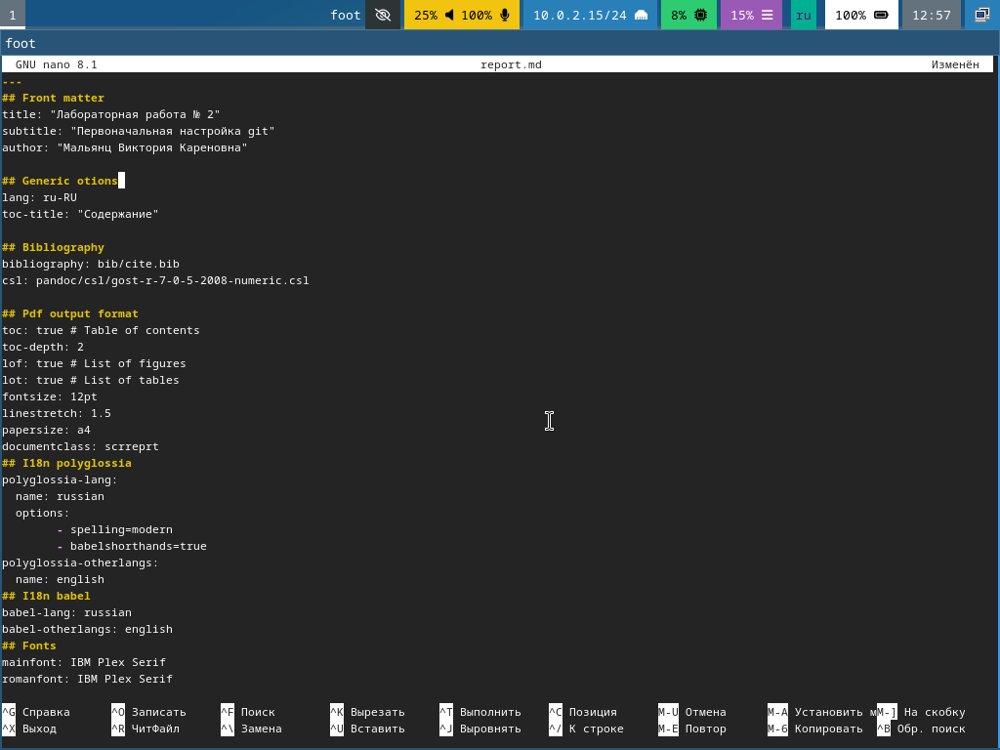 1 foot 25% 100% 10.0.2.15/24 8% 15% ru 100% 12:57
foot
GNU nano 8.1 report.md Изменён
---
## Front matter
title: "Лабораторная работа № 2"
subtitle: "Первоначальная настройка git"
author: "Мальянц Виктория Кареновна"
## Generic otions
lang: ru-RU
toc-title: "Содержание"
## Bibliography
bibliography: bib/cite.bib
csl: pandoc/csl/gost-r-7-0-5-2008-numeric.csl
## Pdf output format
toc: true # Table of contents
toc-depth: 2
lof: true # List of figures
lot: true # List of tables
fontsize: 12pt
linestretch: 1.5
papersize: a4
documentclass: scrreprt
## I18n polyglossia
polyglossia-lang:
  name: russian
  options:
        - spelling=modern
        - babelshorthands=true
polyglossia-otherlangs:
  name: english
## I18n babel
babel-lang: russian
babel-otherlangs: english
## Fonts
mainfont: IBM Plex Serif
romanfont: IBM Plex Serif
^G Справка ^O Записать ^F Поиск ^K Вырезать ^T Выполнить ^C Позиция M-U Отмена M-A Установить м M-] На скобку
^X Выход ^R ЧитФайл ^\ Замена ^U Вставить ^J Выровнять ^/ К строке M-E Повтор M-6 Копировать ^B Обр. поиск